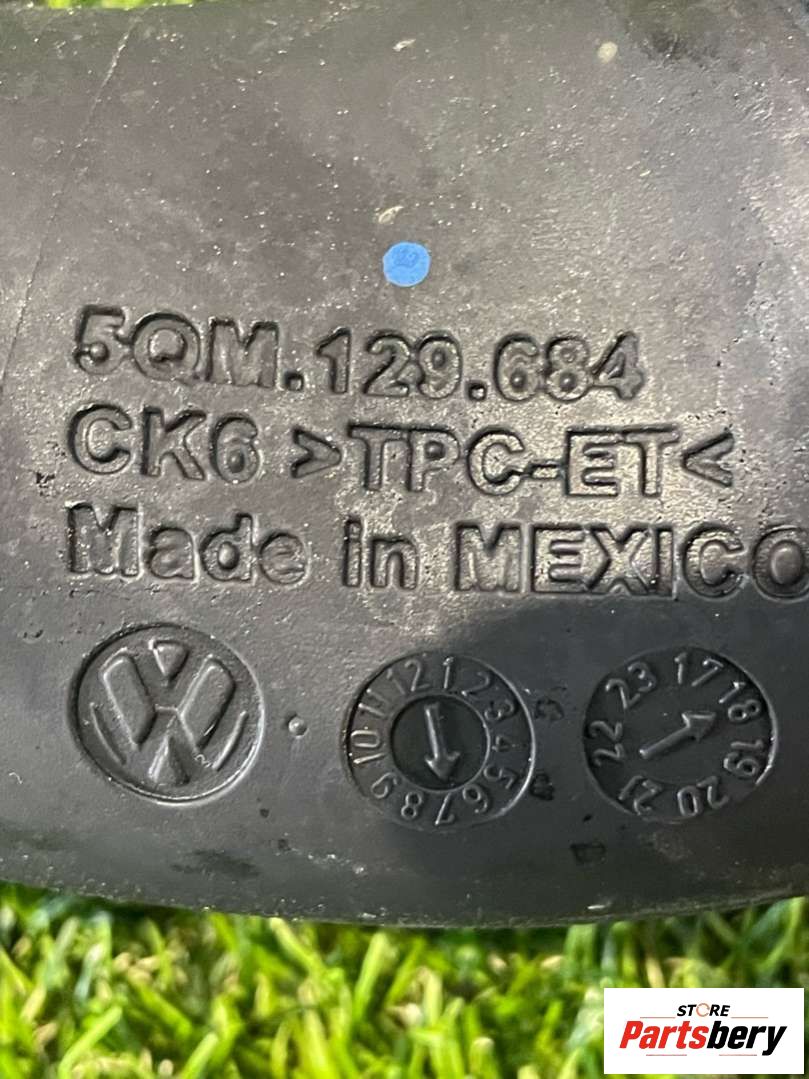 5QM.129.684
CK6 >TPC-ET<
Made in MEXICO
12 1 2 3 4 5 6 7 8 9 10 11
17 18 19 20 21 22 23
STORE
Partsbery